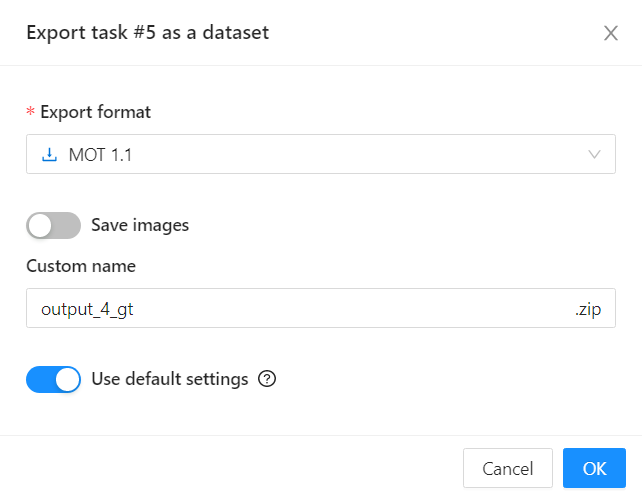 Export task #5 as a dataset
* Export format
MOT 1.1
Save images
Custom name
output_4_gt .zip
Use default settings
Cancel OK